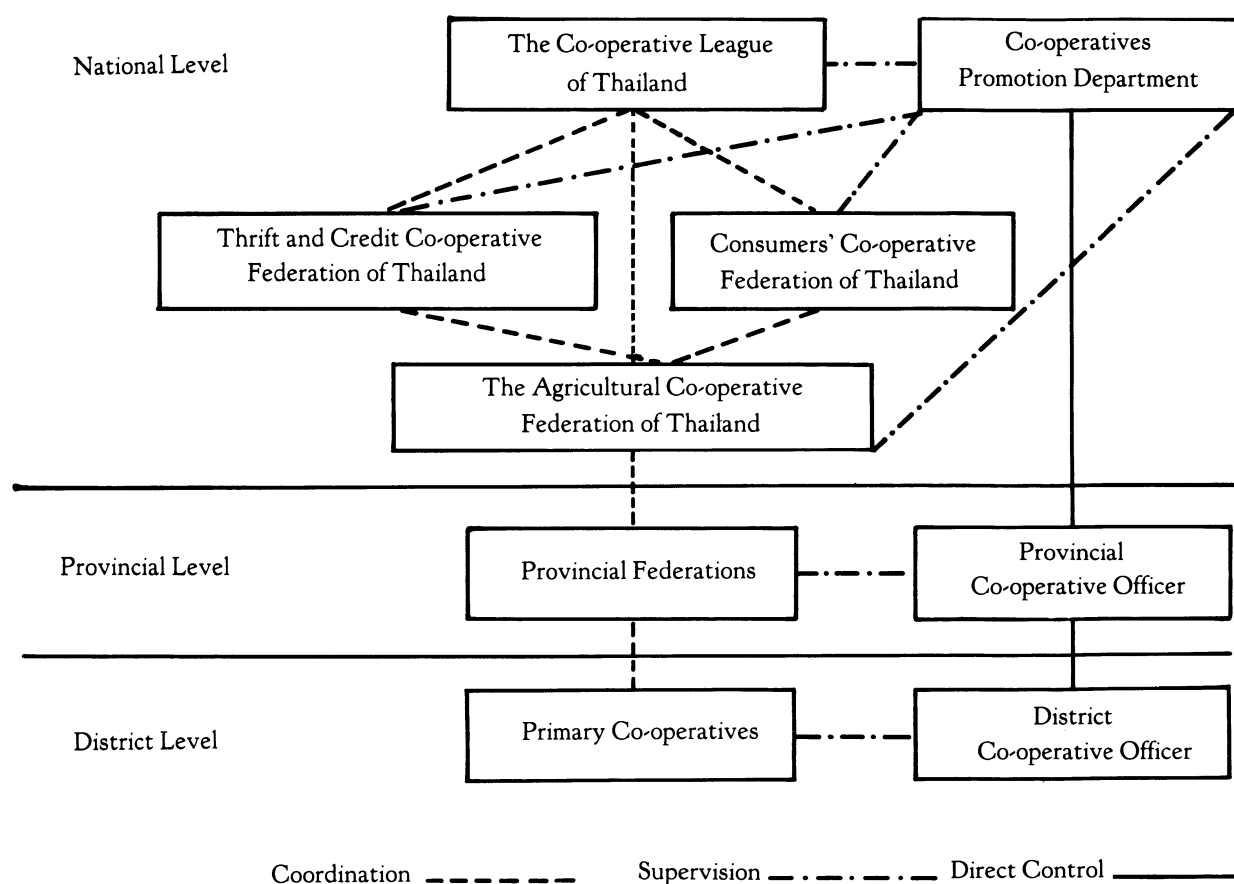 National Level
The Co-operative League
of Thailand
Co-operatives
Promotion Department
Thrift and Credit Co-operative
Federation of Thailand
Consumers’ Co-operative
Federation of Thailand
The Agricultural Co-operative
Federation of Thailand
Provincial Level
Provincial Federations
Provincial
Co-operative Officer
District Level
Primary Co-operatives
District
Co-operative Officer
Coordination
Supervision
Direct Control